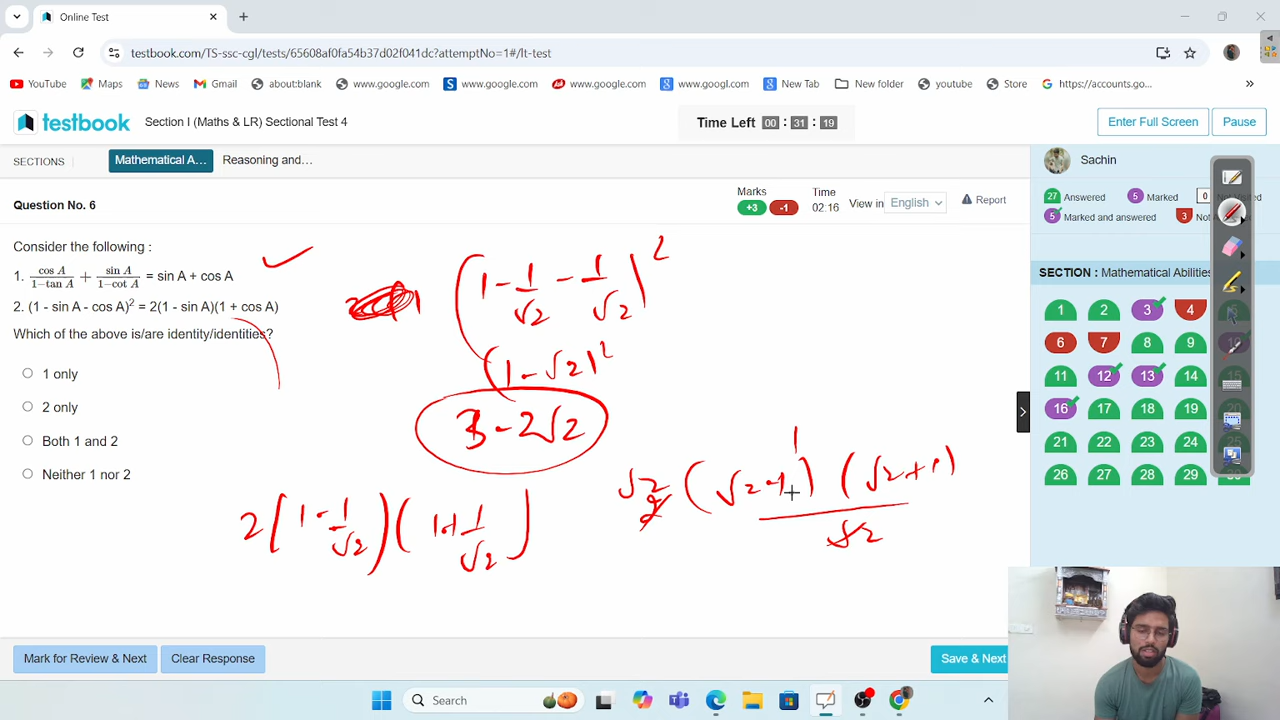 Online Test
testbook.com/TS-ssc-cgl/tests/65608af0fa54b37d02f041dc?attemptNo=1#/lt-test
YouTube Maps News Gmail about:blank www.google.com www.google.com www.google.com www.googl.com New Tab New folder youtube Store https://accounts.go...
testbook Section I (Maths & LR) Sectional Test 4 Time Left 00 : 31 : 19 Enter Full Screen Pause
SECTIONS Mathematical A... Reasoning and... Sachin
Question No. 6 Marks +3 -1 Time 02:16 View in English Report
27 Answered 5 Marked 0
5 Marked and answered 3
Consider the following :
1. cos A/1–tan A + sin A/1–cot A = sin A + cos A
2. (1 - sin A - cos A)² = 2(1 - sin A)(1 + cos A)
Which of the above is/are identity/identities?
1 only
2 only
Both 1 and 2
Neither 1 nor 2
(1 - 1/√2 - 1/√2)²
(1 - √2)²
3 - 2√2
2(1 - 1/√2)(1 + 1/√2)
√2 (√2 - 1) (√2 + 1)
√2
1
SECTION : Mathematical Abilities
1 2 3 4
6 7 8 9
11 12 13 14
16 17 18 19
21 22 23 24
26 27 28 29
Mark for Review & Next Clear Response Save & Next
Search